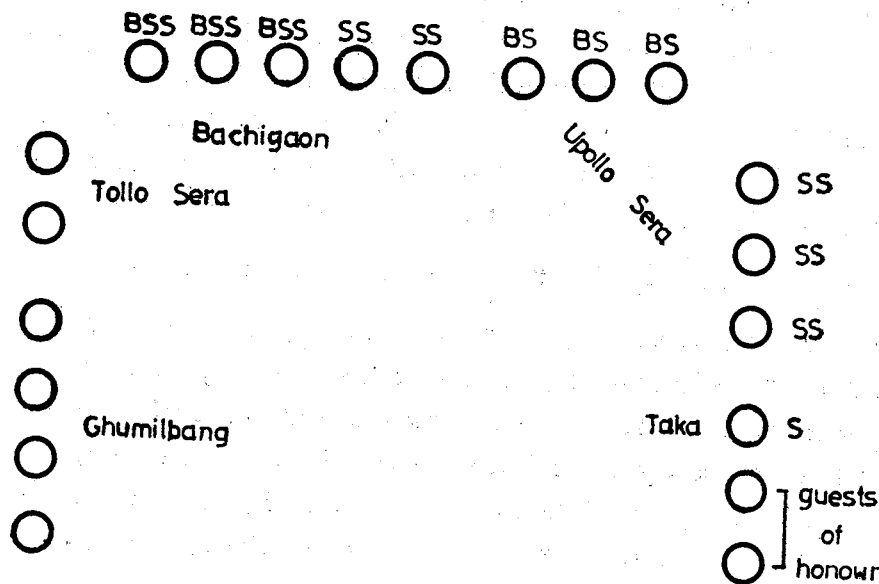 BSS BSS BSS SS SS BS BS BS
Bachigaon
Upollo Sera
Tollo Sera
SS
SS
SS
Ghumilbang
Taka S
guests
of
honowr